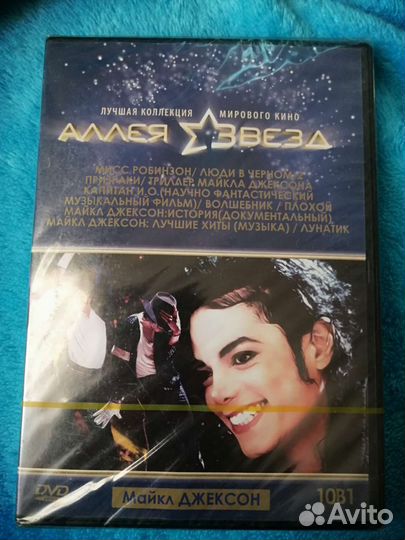 ЛУЧШАЯ КОЛЛЕКЦИЯ МИРОВОГО КИНО
АЛЛЕЯ ЗВЕЗД
МИСС РОБИНЗОН/ ЛЮДИ В ЧЕРНОМ 2
ПРИЗРАКИ/ ТРИЛЛЕР МАЙКЛА ДЖЕКСОНА
КАПИТАН И.О.(НАУЧНО ФАНТАСТИЧЕСКИЙ
МУЗЫКАЛЬНЫЙ ФИЛЬМ)/ ВОЛШЕБНИК / ПЛОХОЙ
МАЙКЛ ДЖЕКСОН:ИСТОРИЯ(ДОКУМЕНТАЛЬНЫЙ)
МАЙКЛ ДЖЕКСОН: ЛУЧШИЕ ХИТЫ (МУЗЫКА) / ЛУНАТИК
DVD Майкл ДЖЕКСОН 10В1
Avito